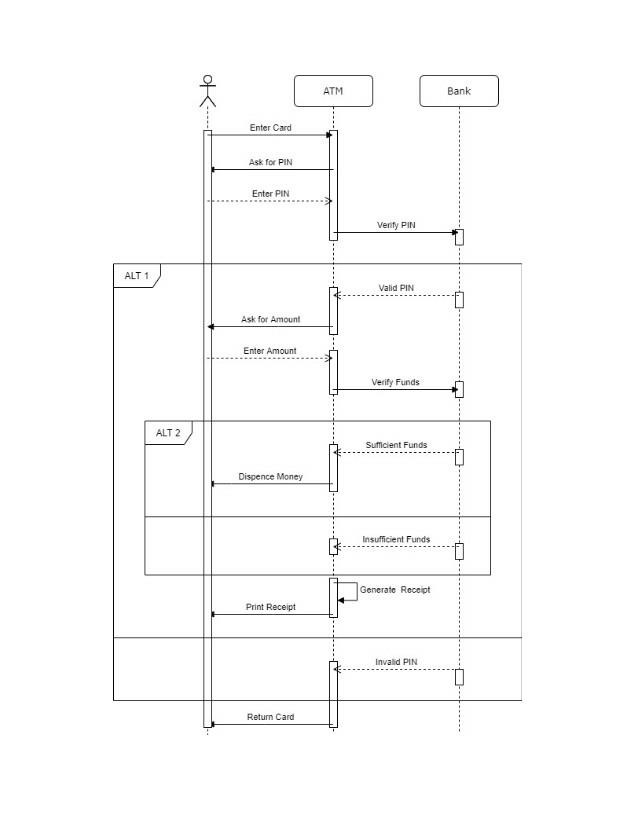 ATM
Bank
Enter Card
Ask for PIN
Enter PIN
Verify PIN
ALT 1
Valid PIN
Ask for Amount
Enter Amount
Verify Funds
ALT 2
Sufficient Funds
Dispence Money
Insufficient Funds
Generate Receipt
Print Receipt
Invalid PIN
Return Card